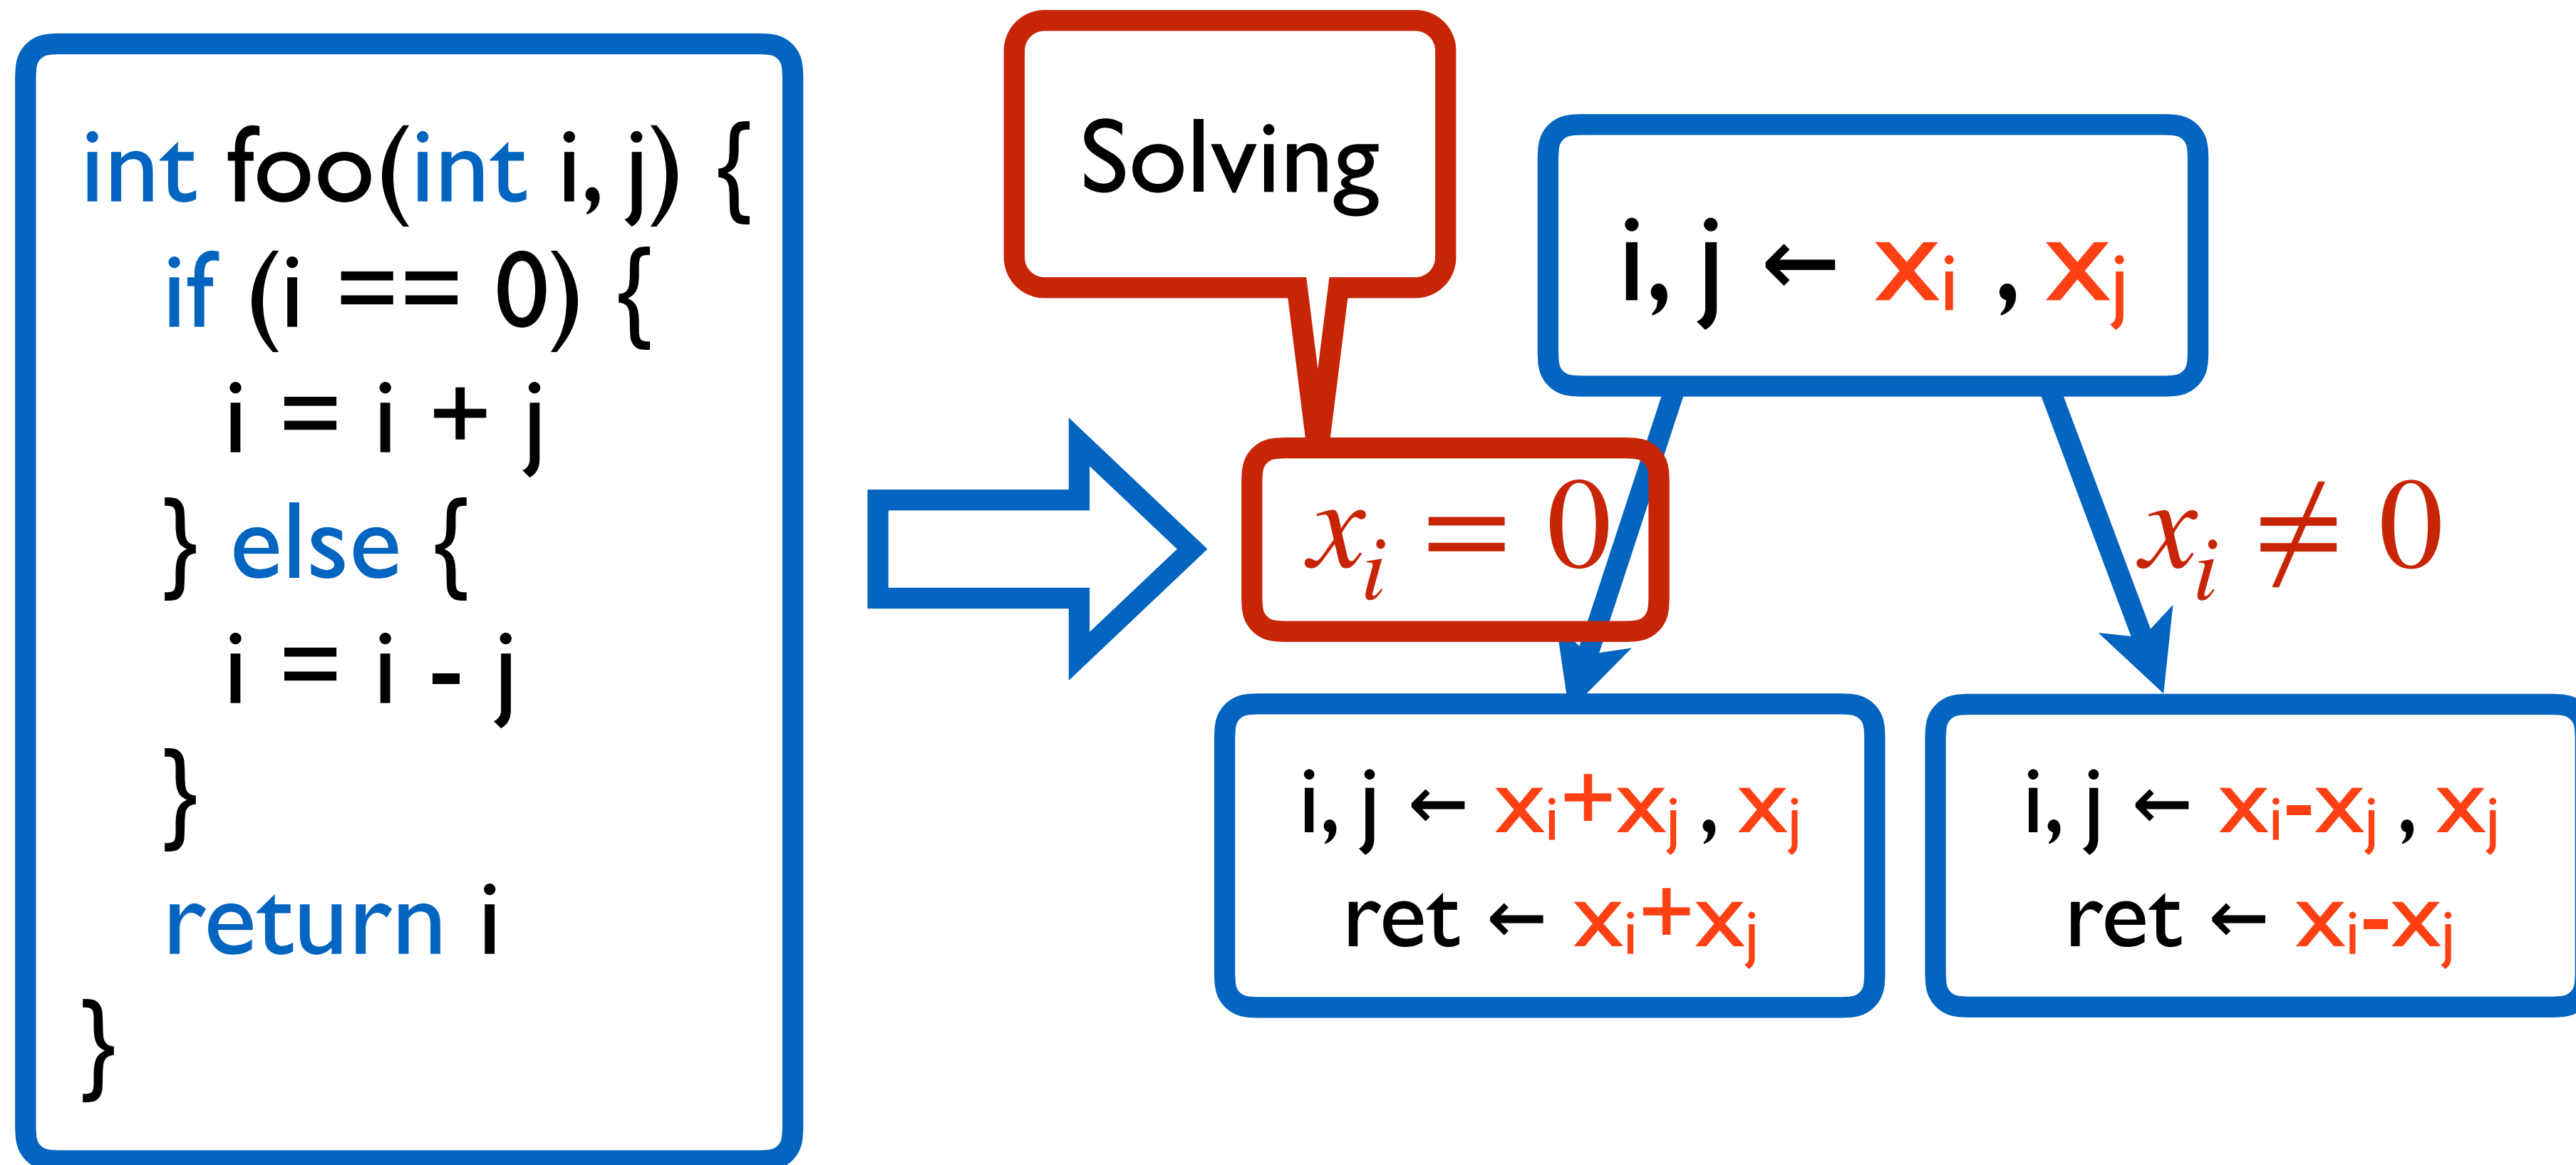 int foo(int i, j) {
if (i == 0) {
i = i + j
} else {
i = i - j
}
return i
}
Solving
i, j ← xᵢ , xⱼ
xᵢ = 0
xᵢ ≠ 0
i, j ← xᵢ+xⱼ , xⱼ
ret ← xᵢ+xⱼ
i, j ← xᵢ-xⱼ , xⱼ
ret ← xᵢ-xⱼ